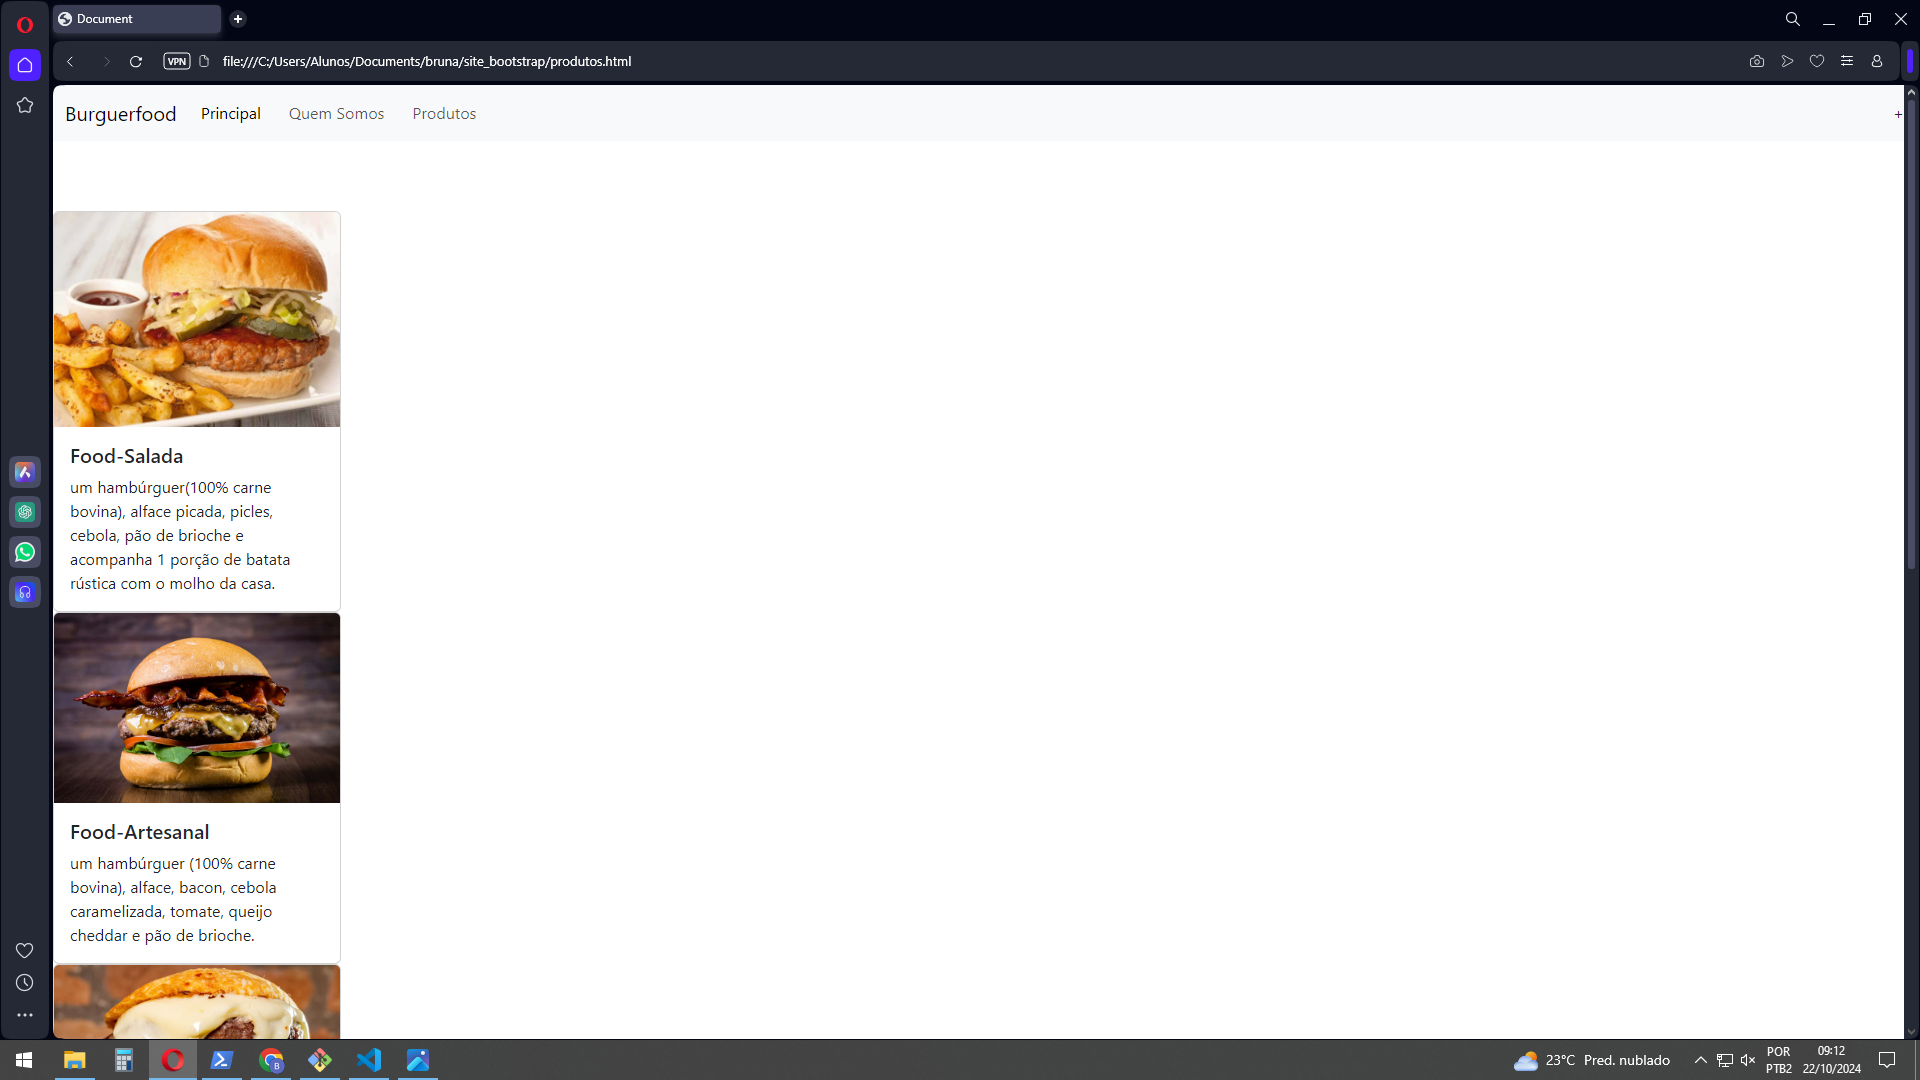 Document
VPN
file:///C:/Users/Alunos/Documents/bruna/site_bootstrap/produtos.html
Burguerfood
Principal
Quem Somos
Produtos
+
Food-Salada
um hambúrguer(100% carne
bovina), alface picada, picles,
cebola, pão de brioche e
acompanha 1 porção de batata
rústica com o molho da casa.
Food-Artesanal
um hambúrguer (100% carne
bovina), alface, bacon, cebola
caramelizada, tomate, queijo
cheddar e pão de brioche.
B
23°C Pred. nublado
POR
PTB2
09:12
22/10/2024